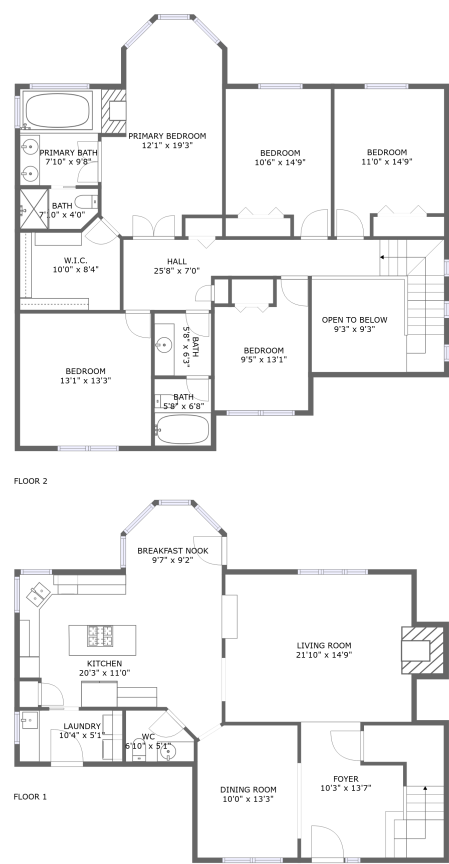 PRIMARY BEDROOM
12'1" x 19'3"
BEDROOM
10'6" x 14'9"
BEDROOM
11'0" x 14'9"
PRIMARY BATH
7'10" x 9'8"
BATH
7'10" x 4'0"
W.I.C.
10'0" x 8'4"
HALL
25'8" x 7'0"
OPEN TO BELOW
9'3" x 9'3"
BATH
5'8" x 6'3"
BEDROOM
9'5" x 13'1"
BEDROOM
13'1" x 13'3"
BATH
5'8" x 6'8"
FLOOR 2
BREAKFAST NOOK
9'7" x 9'2"
LIVING ROOM
21'10" x 14'9"
KITCHEN
20'3" x 11'0"
LAUNDRY
10'4" x 5'1"
WC
6'10" x 5'1"
DINING ROOM
10'0" x 13'3"
FOYER
10'3" x 13'7"
FLOOR 1